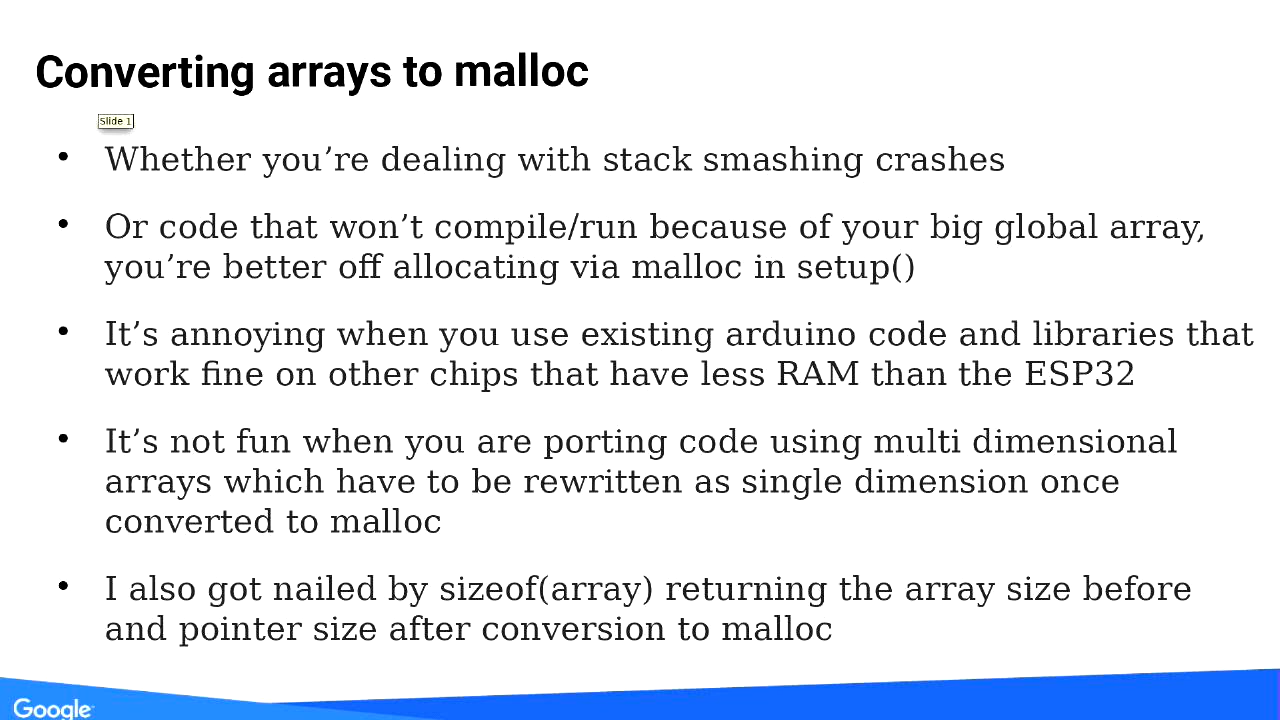 Converting arrays to malloc
Slide 1
• Whether you’re dealing with stack smashing crashes
• Or code that won’t compile/run because of your big global array,
you’re better off allocating via malloc in setup()
• It’s annoying when you use existing arduino code and libraries that
work fine on other chips that have less RAM than the ESP32
• It’s not fun when you are porting code using multi dimensional
arrays which have to be rewritten as single dimension once
converted to malloc
• I also got nailed by sizeof(array) returning the array size before
and pointer size after conversion to malloc
Google